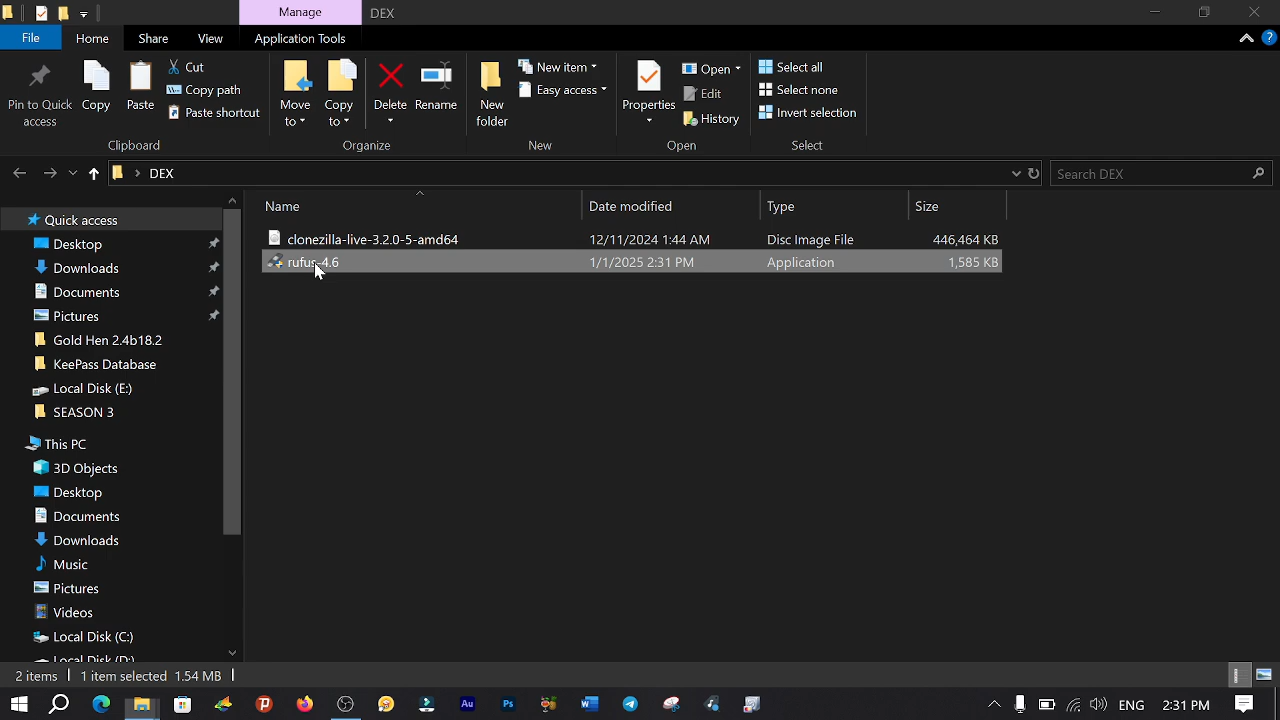 Manage
DEX
File
Home
Share
View
Application Tools
Pin to Quick access
Copy
Paste
Cut
Copy path
Paste shortcut
Move to
Copy to
Delete
Rename
New folder
New item
Easy access
Properties
Open
Edit
History
Select all
Select none
Invert selection
Clipboard
Organize
New
Open
Select
DEX
Search DEX
Name
Date modified
Type
Size
clonezilla-live-3.2.0-5-amd64
12/11/2024 1:44 AM
Disc Image File
446,464 KB
rufus-4.6
1/1/2025 2:31 PM
Application
1,585 KB
Quick access
Desktop
Downloads
Documents
Pictures
Gold Hen 2.4b18.2
KeePass Database
Local Disk (E:)
SEASON 3
This PC
3D Objects
Desktop
Documents
Downloads
Music
Pictures
Videos
Local Disk (C:)
Local Disk (D:)
2 items
1 item selected 1.54 MB
Au
Ps
ENG
2:31 PM